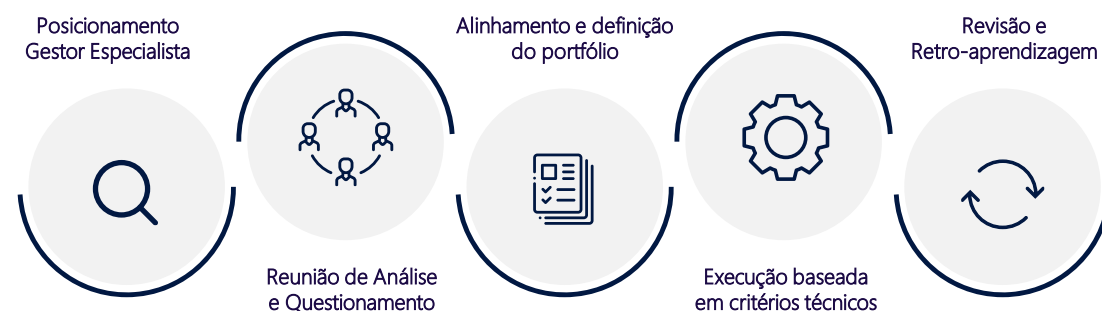 Posicionamento
Gestor Especialista
Reunião de Análise
e Questionamento
Alinhamento e definição
do portfólio
Execução baseada
em critérios técnicos
Revisão e
Retro-aprendizagem